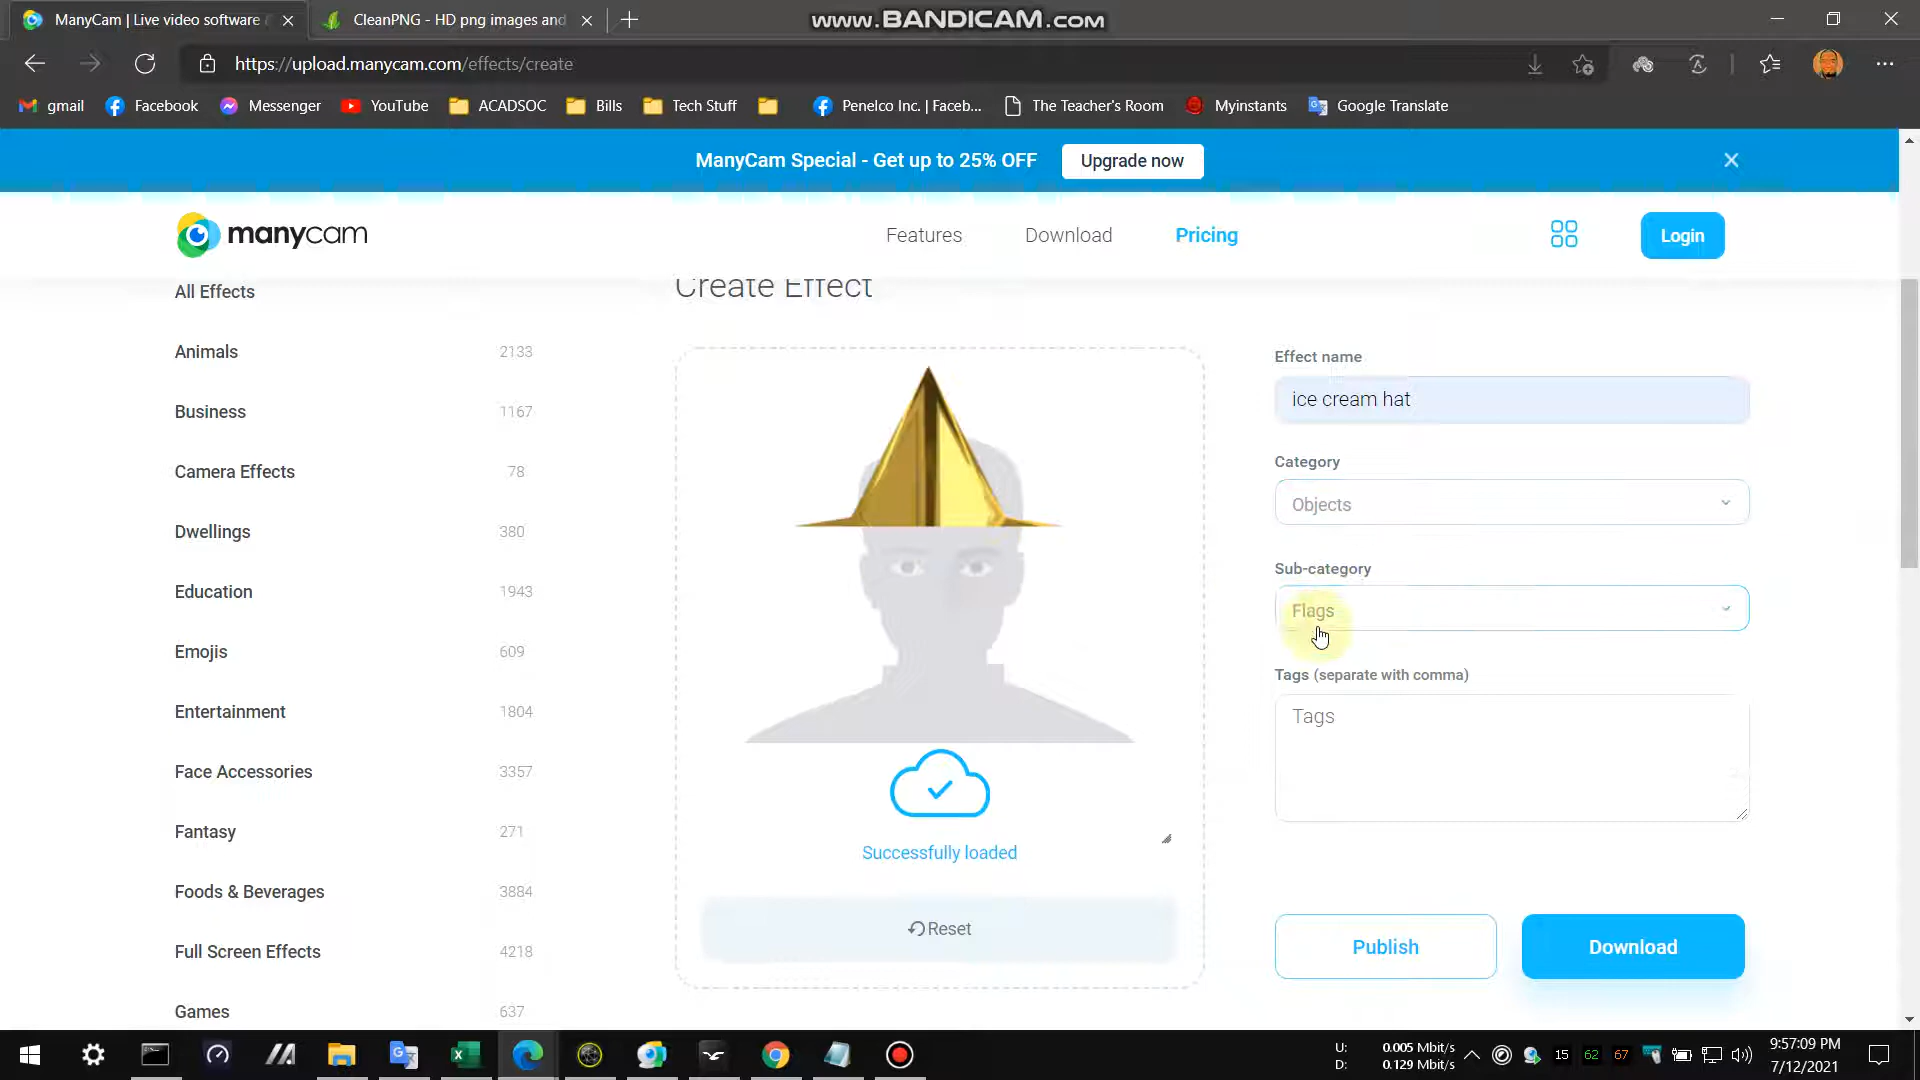 ManyCam | Live video software
CleanPNG - HD png images and
www.BANDICAM.com
https://upload.manycam.com/effects/create
gmail
Facebook
Messenger
YouTube
ACADSOC
Bills
Tech Stuff
Penelco Inc. | Faceb...
The Teacher's Room
Myinstants
Google Translate
ManyCam Special - Get up to 25% OFF
Upgrade now
manycam
Features
Download
Pricing
Login
All Effects
Create Effect
Animals 2133
Business 1167
Camera Effects 78
Dwellings 380
Education 1943
Emojis 609
Entertainment 1804
Face Accessories 3357
Fantasy 271
Foods & Beverages 3884
Full Screen Effects 4218
Games 637
Successfully loaded
Reset
Effect name
ice cream hat
Category
Objects
Sub-category
Flags
Tags (separate with comma)
Tags
Publish
Download
U: 0.005 Mbit/s
D: 0.129 Mbit/s
15
62
67
9:57:09 PM
7/12/2021